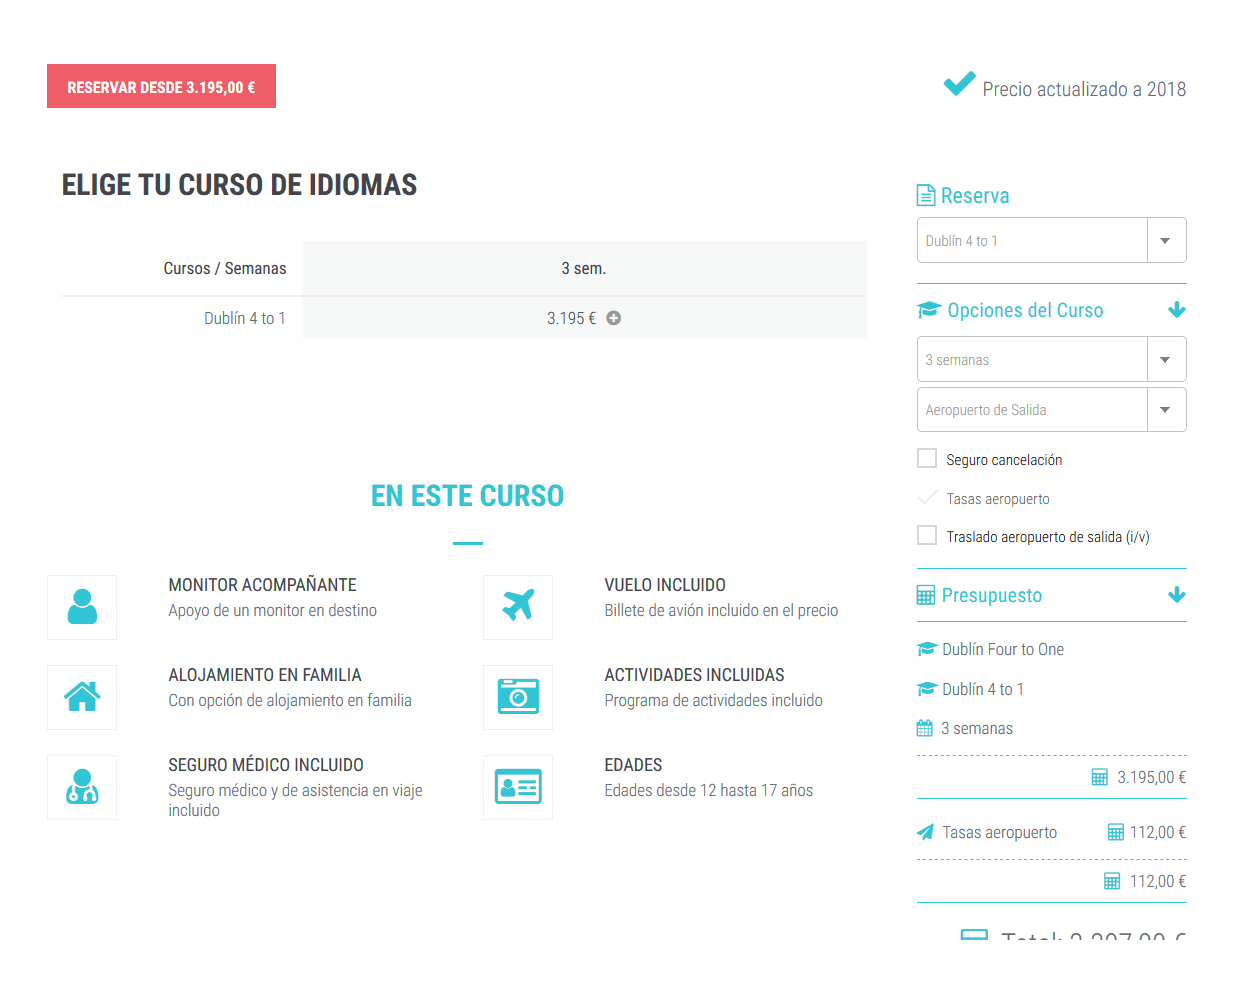 RESERVAR DESDE 3.195,00 €
Precio actualizado a 2018
ELIGE TU CURSO DE IDIOMAS
Cursos / Semanas
3 sem.
Dublín 4 to 1
3.195 €
EN ESTE CURSO
MONITOR ACOMPAÑANTE
Apoyo de un monitor en destino
VUELO INCLUIDO
Billete de avión incluido en el precio
ALOJAMIENTO EN FAMILIA
Con opción de alojamiento en familia
ACTIVIDADES INCLUIDAS
Programa de actividades incluido
SEGURO MÉDICO INCLUIDO
Seguro médico y de asistencia en viaje
incluido
EDADES
Edades desde 12 hasta 17 años
Reserva
Dublín 4 to 1
Opciones del Curso
3 semanas
Aeropuerto de Salida
Seguro cancelación
Tasas aeropuerto
Traslado aeropuerto de salida (i/v)
Presupuesto
Dublín Four to One
Dublín 4 to 1
3 semanas
3.195,00 €
Tasas aeropuerto
112,00 €
112,00 €
Total: 3.307,00 €